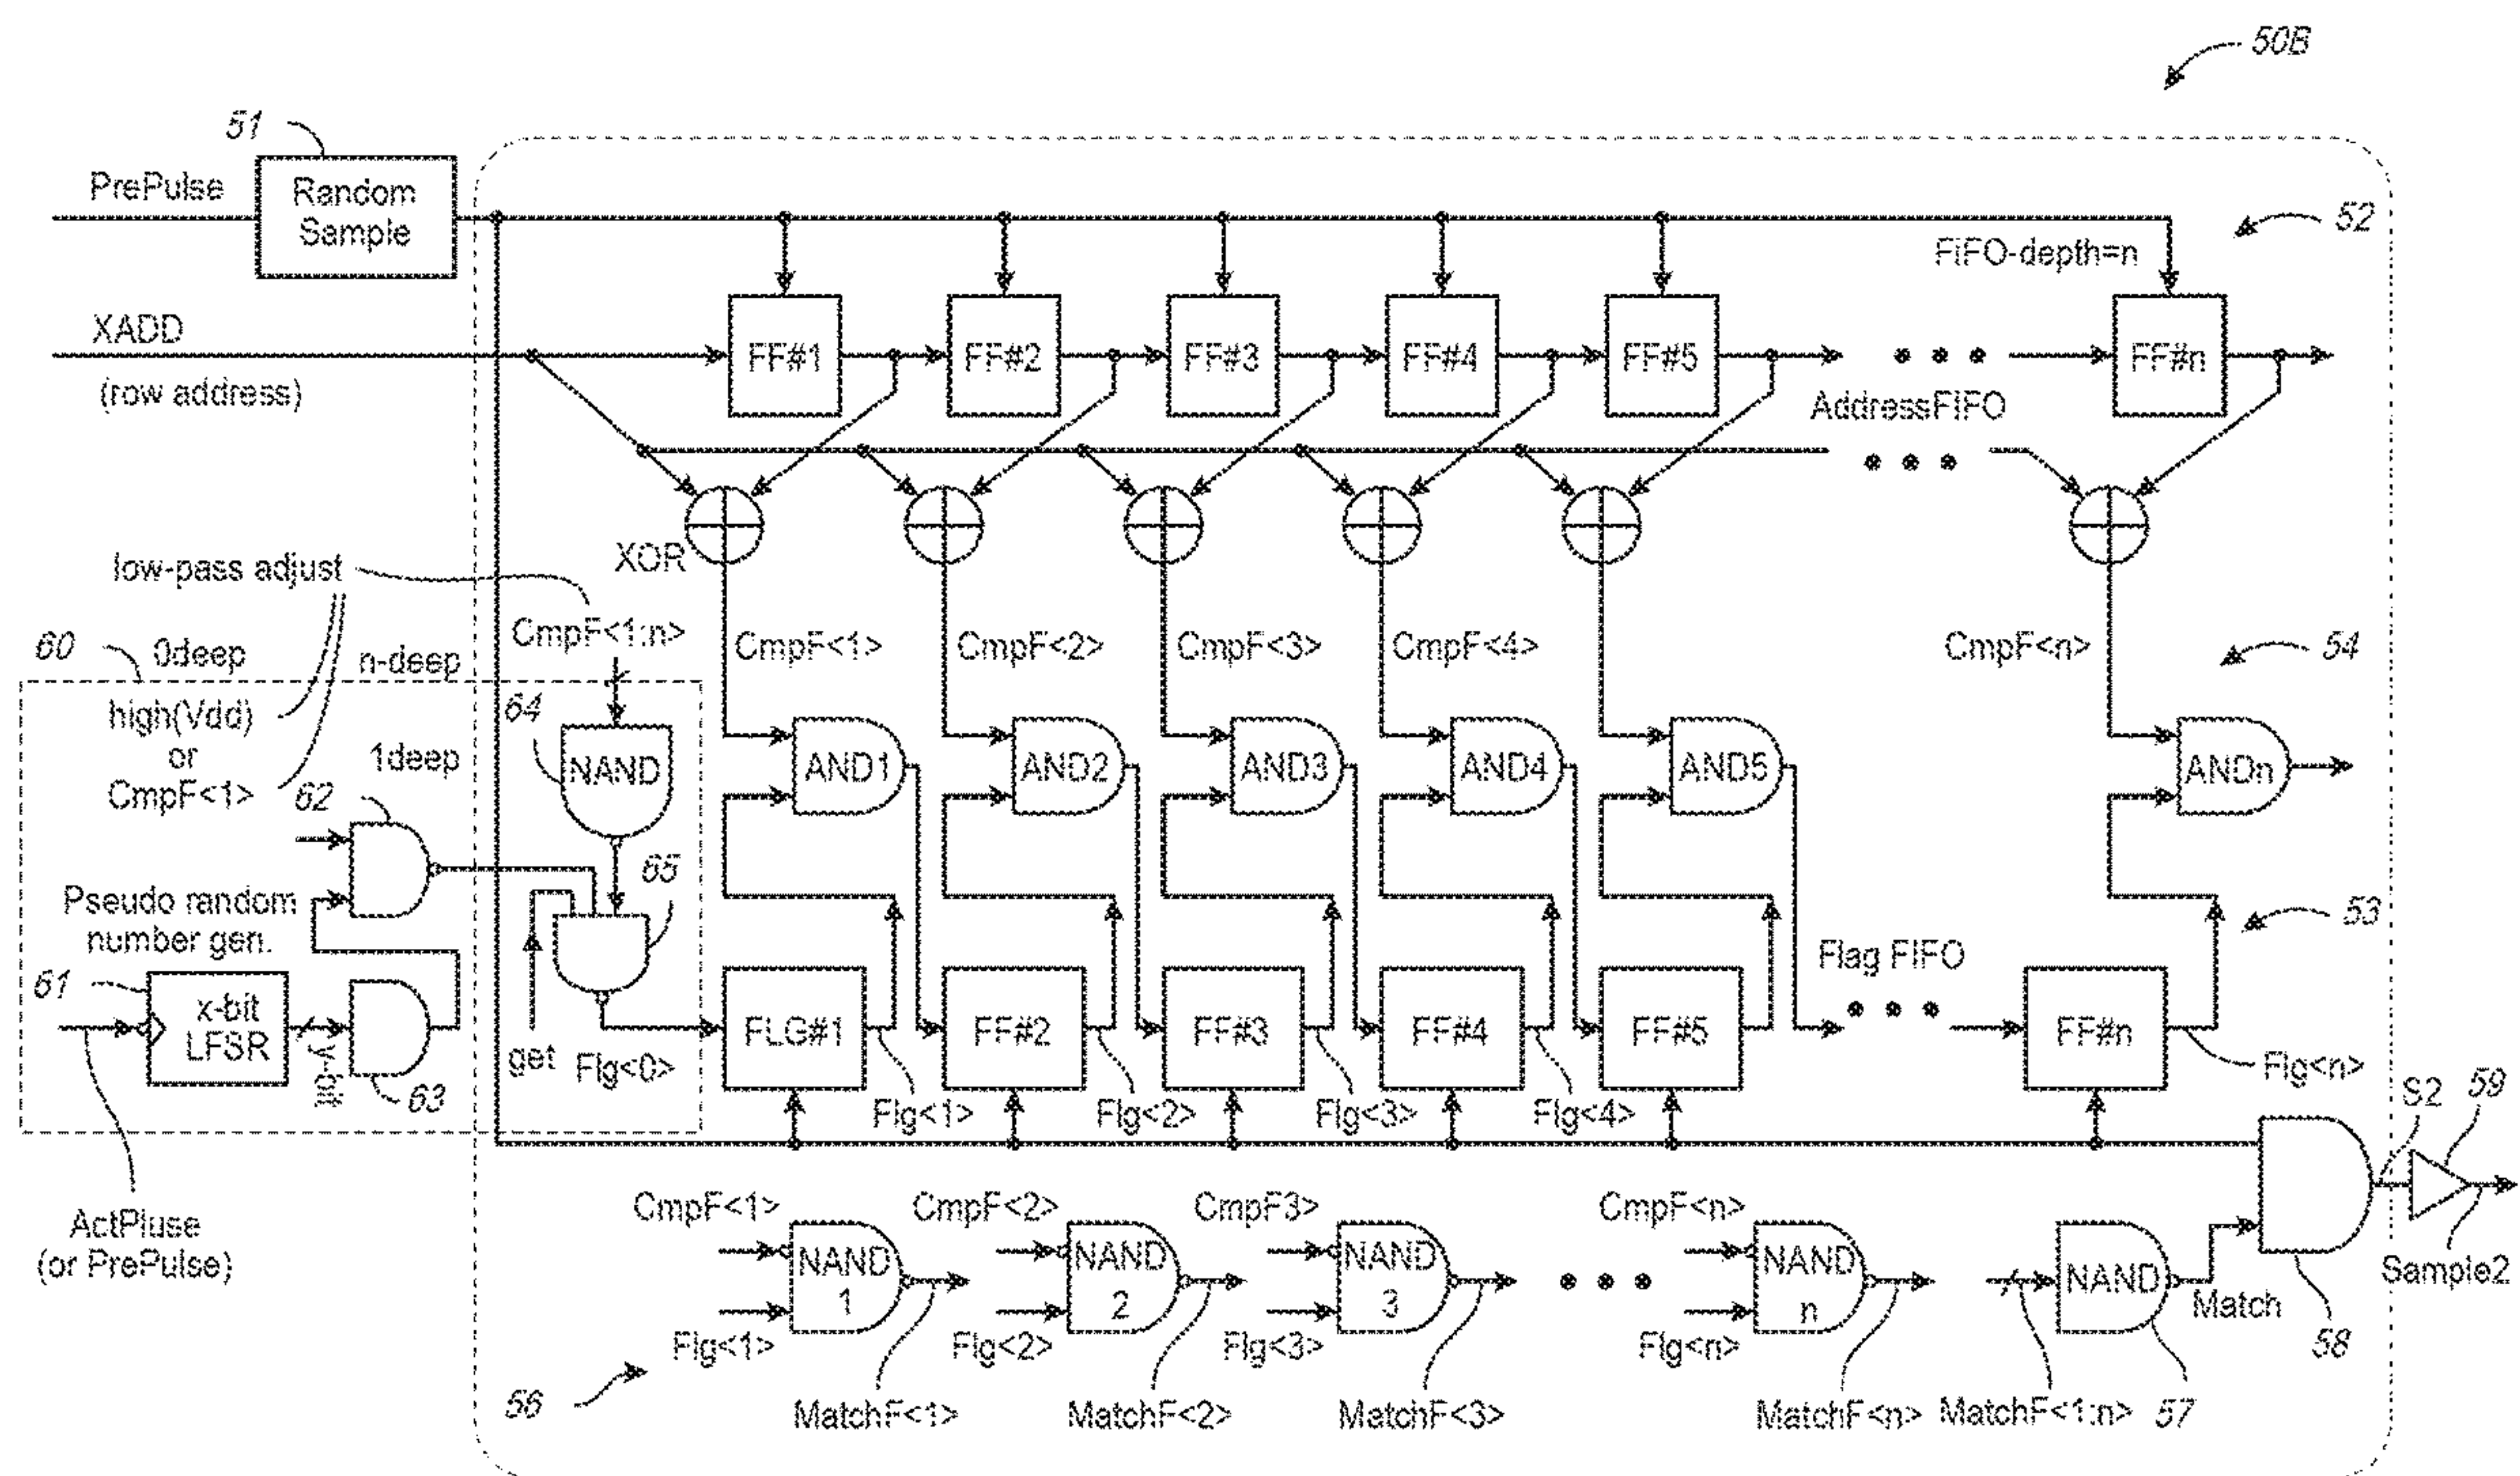 50B
51
PrePulse
Random
Sample
52
FIFO-depth=n
XADD
(row address)
FF#1
FF#2
FF#3
FF#4
FF#5
FF#n
AddressFIFO
XOR
low-pass adjust
CmpF<1:n>
CmpF<1>
CmpF<2>
CmpF<3>
CmpF<4>
CmpF<n>
54
60
0deep
n-deep
high(Vdd)
or
CmpF<1>
1deep
62
64
NAND
AND1
AND2
AND3
AND4
AND5
ANDn
65
Pseudo random
number gen.
53
Flag FIFO
61
x-bit
LFSR
63
get
Flg<0>
FLG#1
FF#2
FF#3
FF#4
FF#5
FF#n
Flg<1>
Flg<2>
Flg<3>
Flg<4>
Flg<n>
S2
59
ActPluse
(or PrePulse)
CmpF<1>
CmpF<2>
CmpF3>
CmpF<n>
NAND
1
NAND
2
NAND
3
NAND
n
NAND
Match
Sample2
58
Flg<1>
Flg<2>
Flg<3>
Flg<n>
56
MatchF<1>
MatchF<2>
MatchF<3>
MatchF<n>
MatchF<1:n>
57